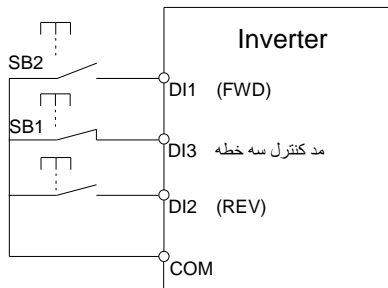 Inverter
SB2
DI1 (FWD)
SB1
DI3 مد کنترل سه خطه
DI2 (REV)
COM